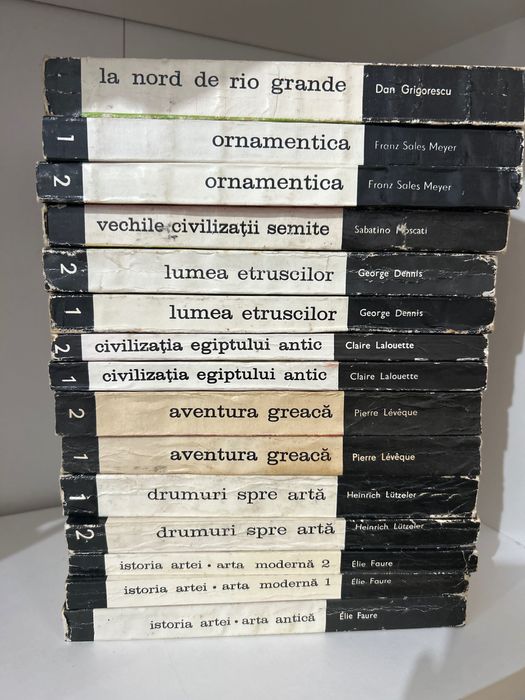 la nord de rio grande Dan Grigorescu
1 ornamentica Franz Sales Meyer
2 ornamentica Franz Sales Meyer
vechile civilizații semite Sabatino Moscati
2 lumea etruscilor George Dennis
1 lumea etruscilor George Dennis
2 civilizația egiptului antic Claire Lalouette
1 civilizația egiptului antic Claire Lalouette
2 aventura greacă Pierre Lévêque
1 aventura greacă Pierre Lévêque
1 drumuri spre artă Heinrich Lützeler
2 drumuri spre artă Heinrich Lützeler
istoria artei • arta modernă 2 Élie Faure
istoria artei • arta modernă 1 Élie Faure
istoria artei • arta antică Élie Faure